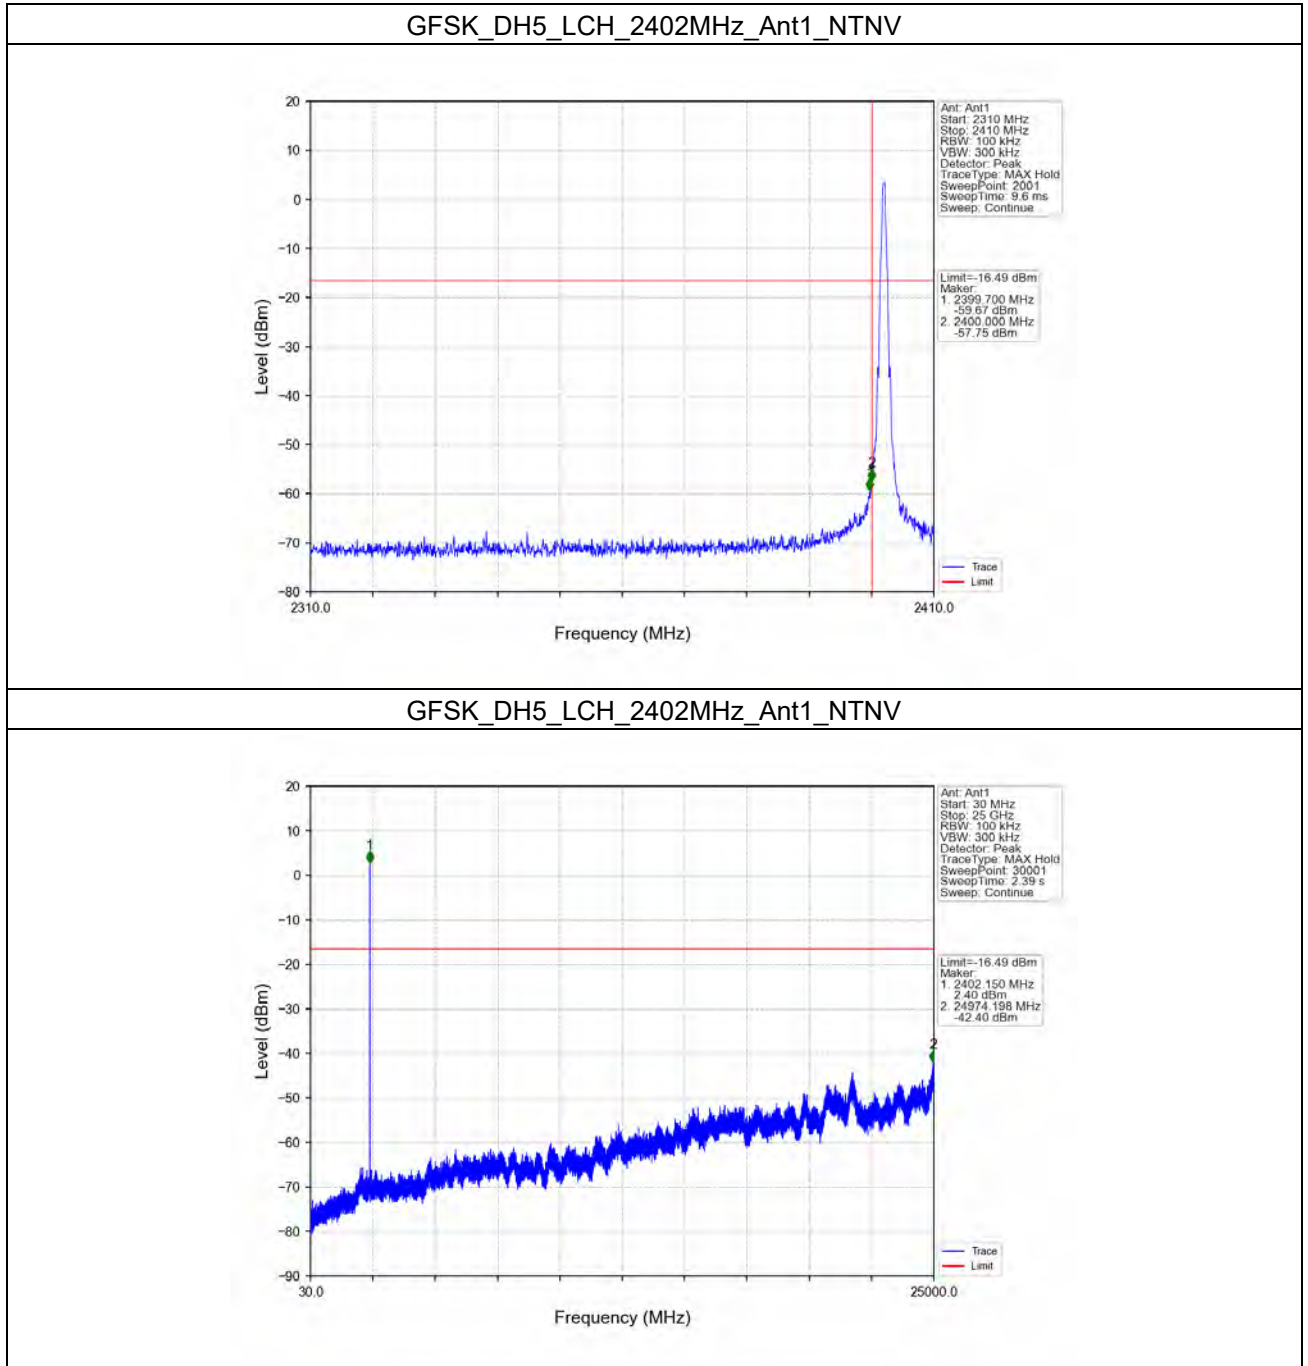 GFSK_DH5_LCH_2402MHz_Ant1_NTNV
20
10
0
−10
−20
−30
−40
−50
−60
−70
−80
Level (dBm)
2310.0
2410.0
Frequency (MHz)
2
Ant: Ant1
Start: 2310 MHz
Stop: 2410 MHz
RBW: 100 kHz
VBW: 300 kHz
Detector: Peak
TraceType: MAX Hold
SweepPoint: 2001
SweepTime: 9.6 ms
Sweep: Continue
Limit=-16.49 dBm
Maker:
1. 2399.700 MHz
-59.67 dBm
2. 2400.000 MHz
-57.75 dBm
Trace
Limit
GFSK_DH5_LCH_2402MHz_Ant1_NTNV
20
10
0
−10
−20
−30
−40
−50
−60
−70
−80
−90
Level (dBm)
30.0
25000.0
Frequency (MHz)
1
2
Ant: Ant1
Start: 30 MHz
Stop: 25 GHz
RBW: 100 kHz
VBW: 300 kHz
Detector: Peak
TraceType: MAX Hold
SweepPoint: 30001
SweepTime: 2.39 s
Sweep: Continue
Limit=-16.49 dBm
Maker:
1. 2402.150 MHz
2.40 dBm
2. 24974.198 MHz
-42.40 dBm
Trace
Limit